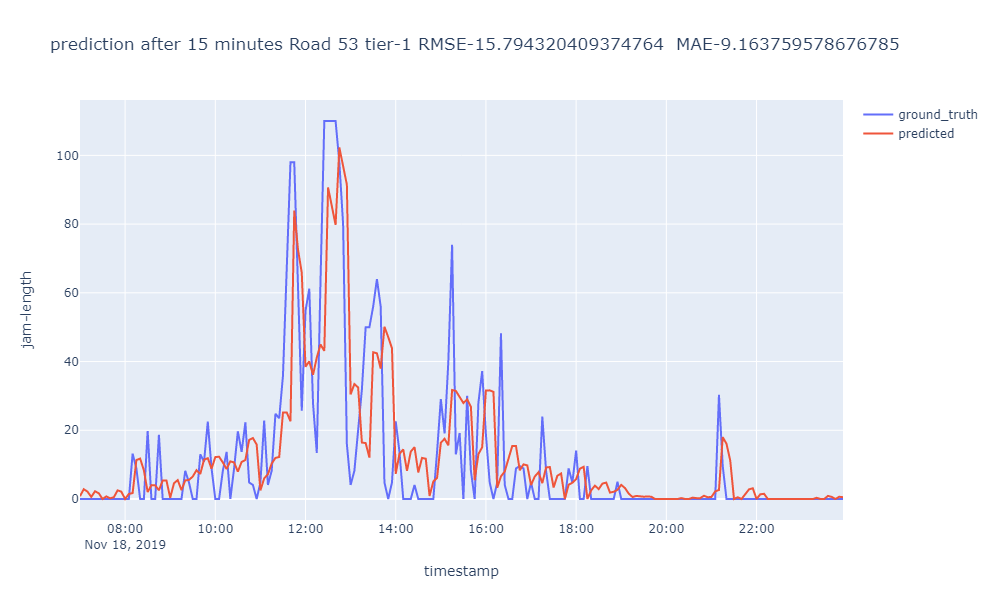 prediction after 15 minutes Road 53 tier-1 RMSE-15.794320409374764  MAE-9.163759578676785
ground_truth
predicted
100
80
60
40
20
0
jam-length
08:00 10:00 12:00 14:00 16:00 18:00 20:00 22:00
Nov 18, 2019
timestamp